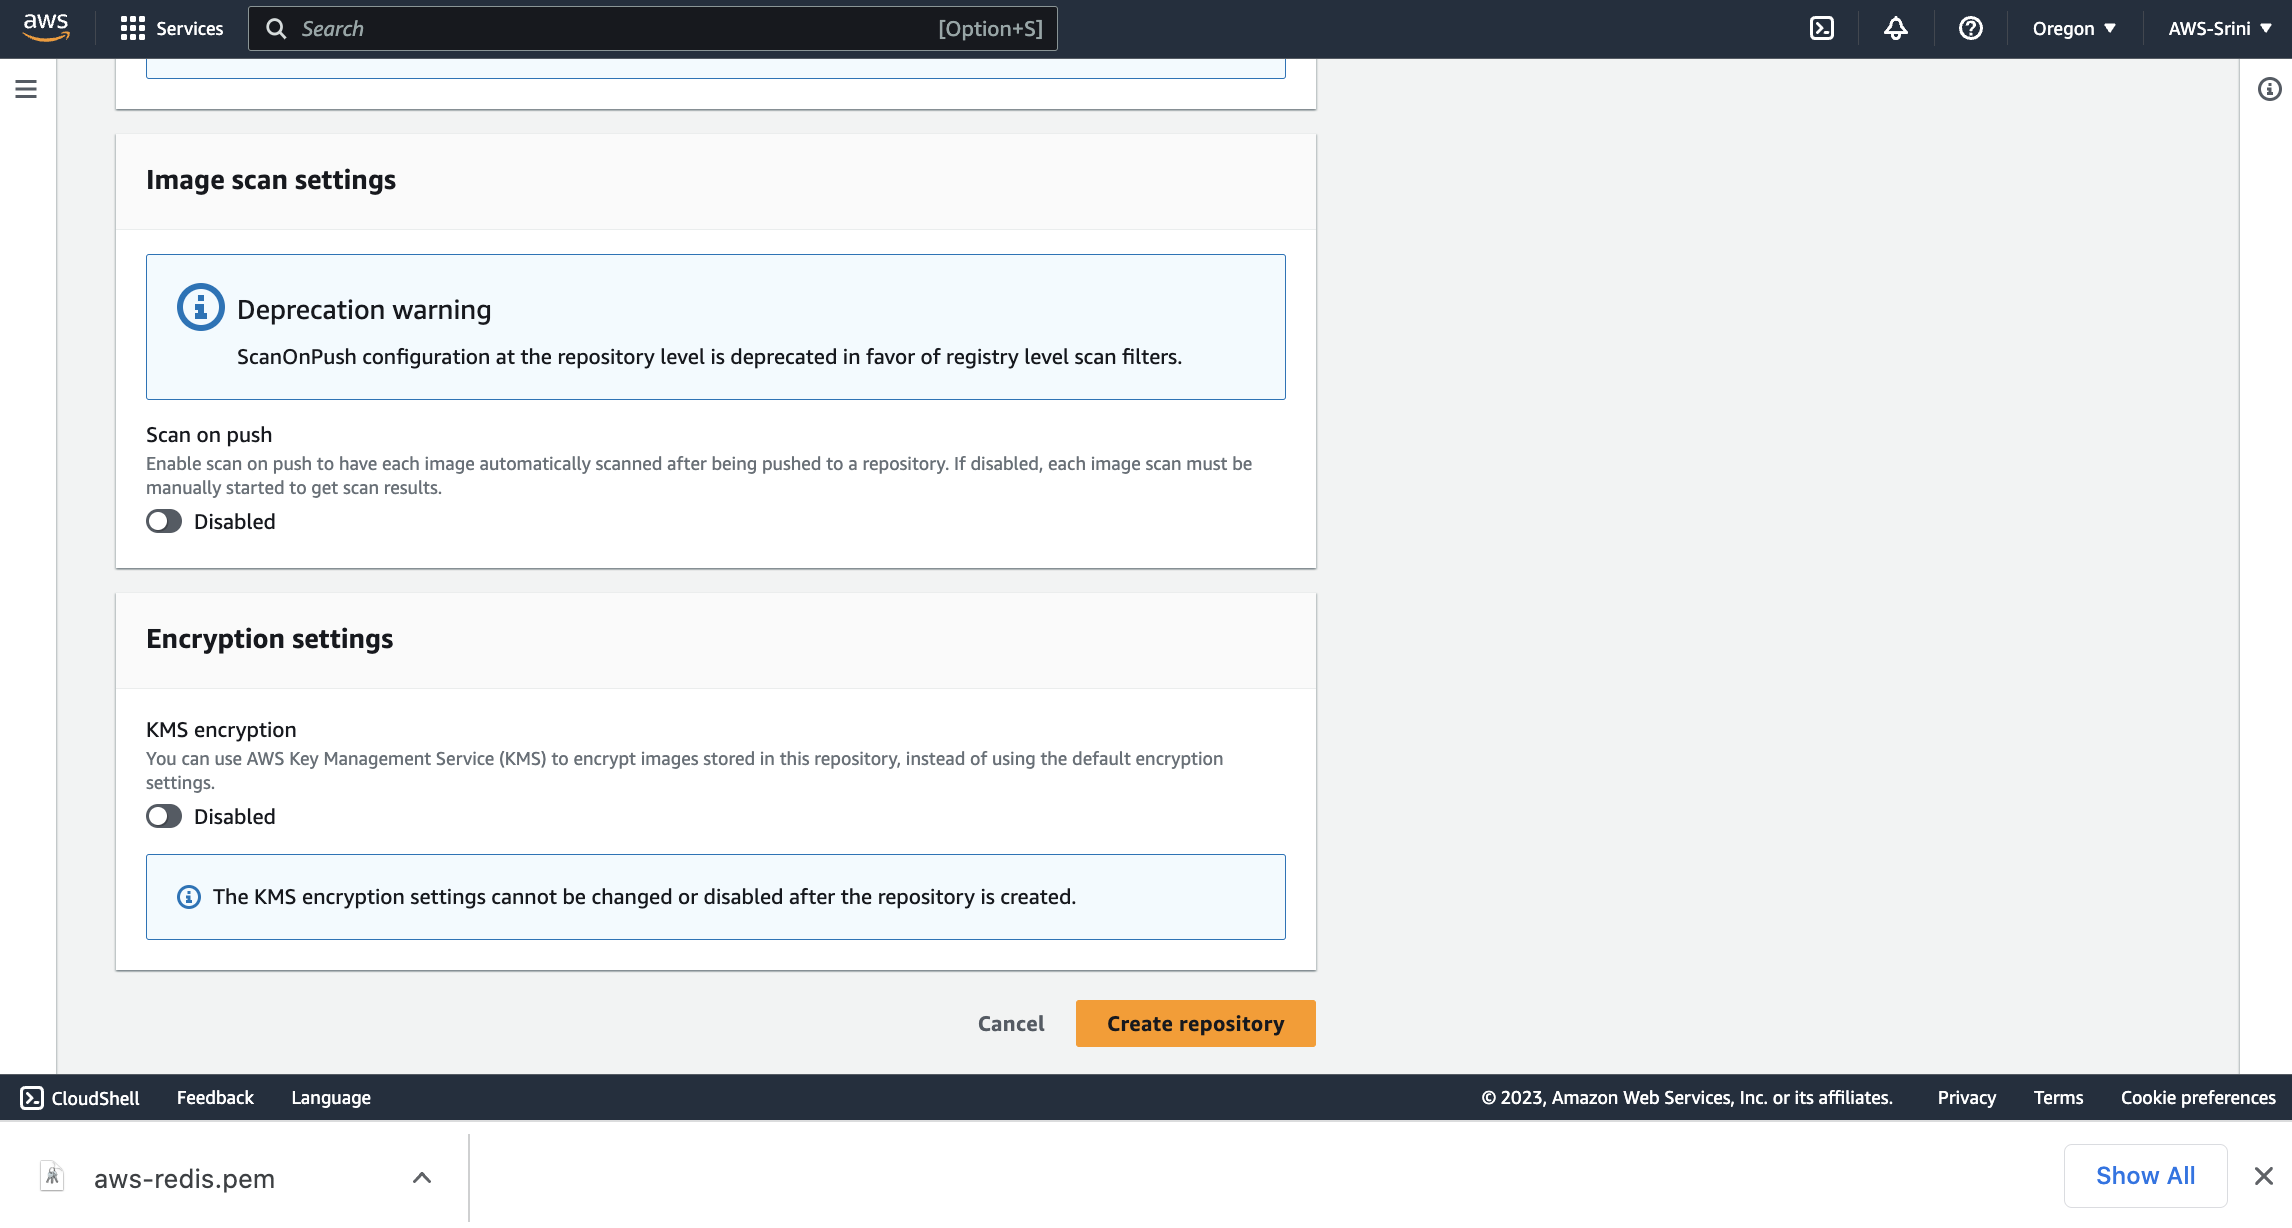 aws
Services
Search
[Option+S]
Oregon
AWS-Srini
Image scan settings
Deprecation warning
ScanOnPush configuration at the repository level is deprecated in favor of registry level scan filters.
Scan on push
Enable scan on push to have each image automatically scanned after being pushed to a repository. If disabled, each image scan must be
manually started to get scan results.
Disabled
Encryption settings
KMS encryption
You can use AWS Key Management Service (KMS) to encrypt images stored in this repository, instead of using the default encryption
settings.
Disabled
The KMS encryption settings cannot be changed or disabled after the repository is created.
Cancel
Create repository
CloudShell
Feedback
Language
© 2023, Amazon Web Services, Inc. or its affiliates.
Privacy
Terms
Cookie preferences
aws-redis.pem
Show All